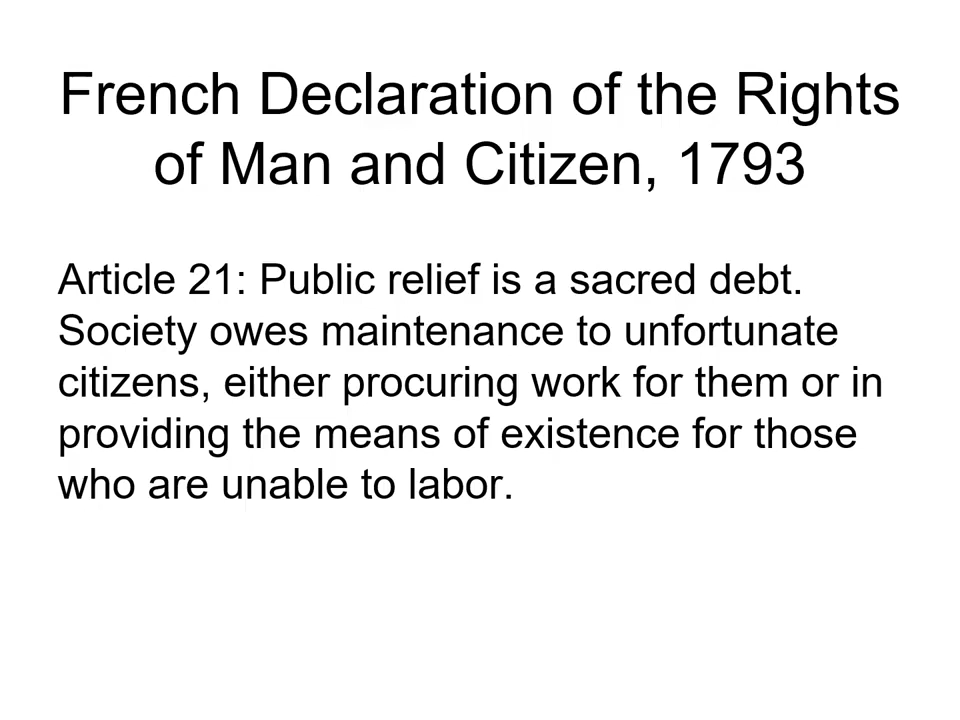 French Declaration of the Rights
of Man and Citizen, 1793
Article 21: Public relief is a sacred debt.
Society owes maintenance to unfortunate
citizens, either procuring work for them or in
providing the means of existence for those
who are unable to labor.